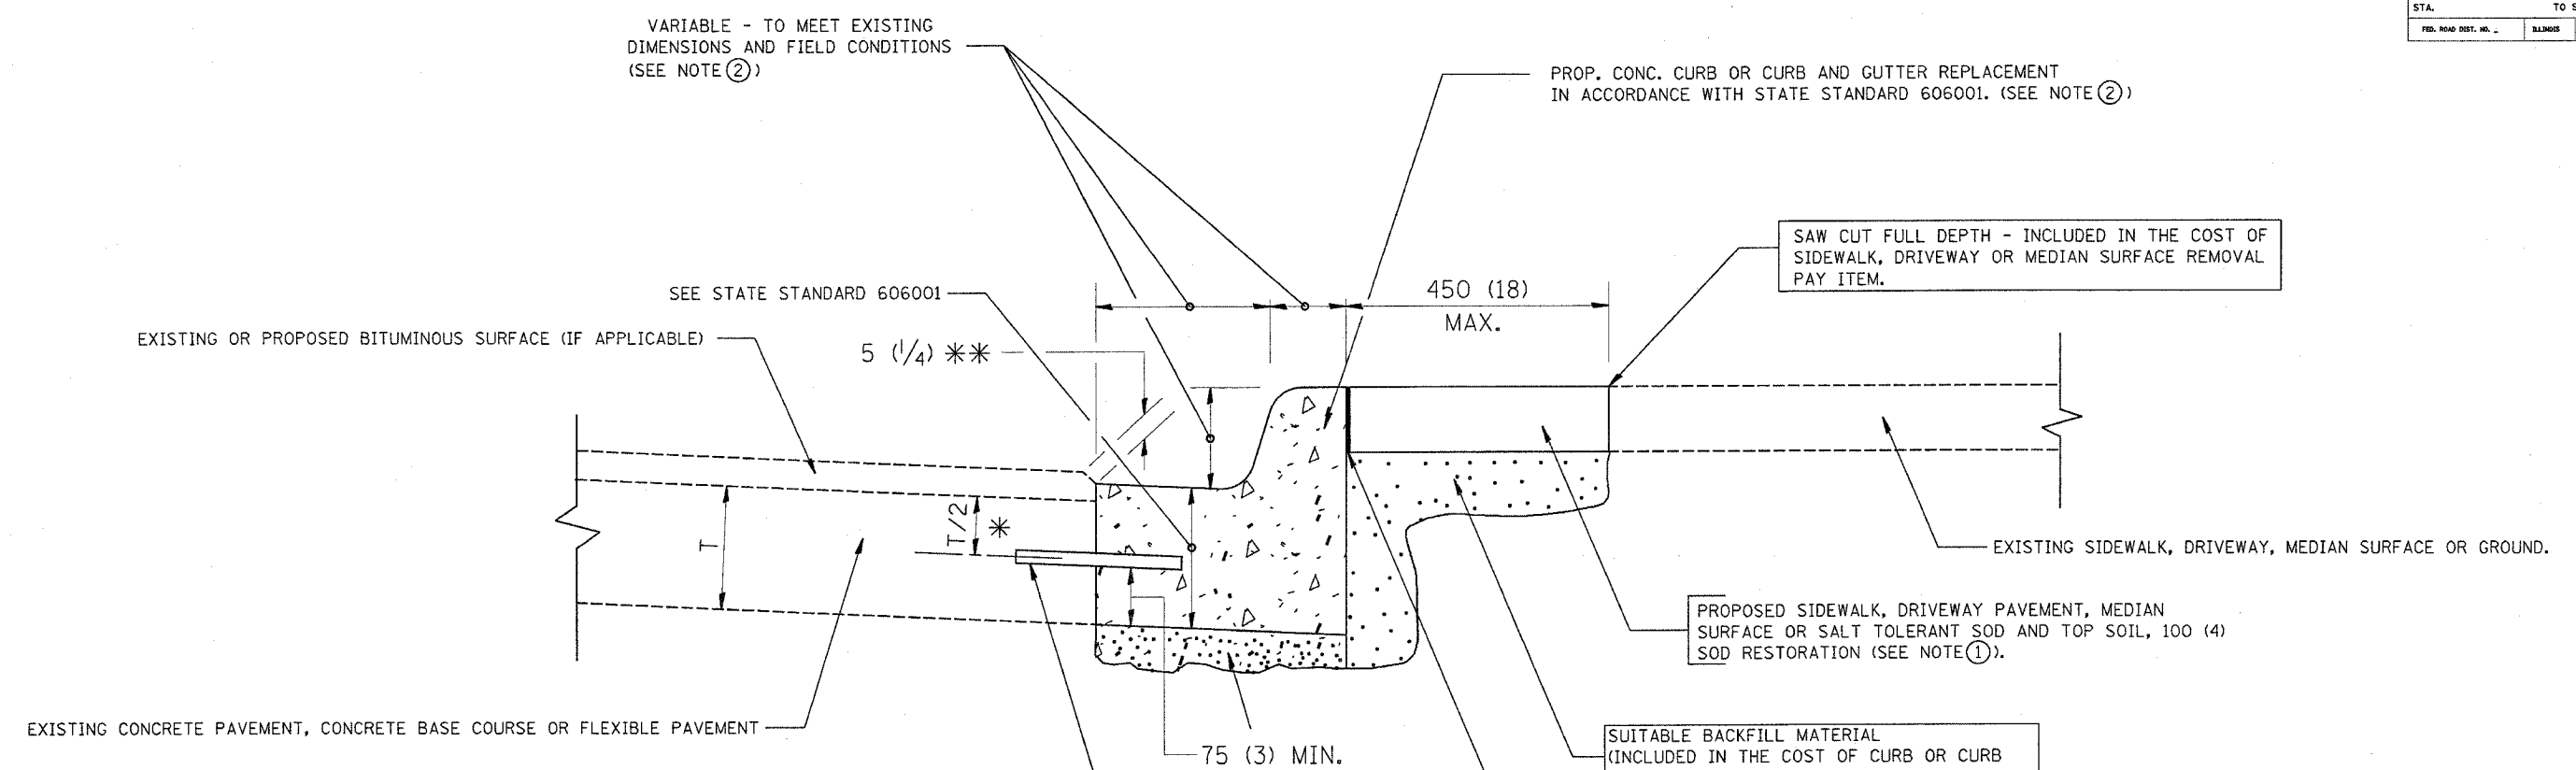 STA. TO S
FED. ROAD DIST. NO. _ ILLINOIS
VARIABLE - TO MEET EXISTING
DIMENSIONS AND FIELD CONDITIONS
(SEE NOTE ②)
PROP. CONC. CURB OR CURB AND GUTTER REPLACEMENT
IN ACCORDANCE WITH STATE STANDARD 606001. (SEE NOTE ②)
SAW CUT FULL DEPTH - INCLUDED IN THE COST OF
SIDEWALK, DRIVEWAY OR MEDIAN SURFACE REMOVAL
PAY ITEM.
SEE STATE STANDARD 606001
450 (18)
MAX.
EXISTING OR PROPOSED BITUMINOUS SURFACE (IF APPLICABLE)
5 (1/4) **
T
T/2 *
EXISTING SIDEWALK, DRIVEWAY, MEDIAN SURFACE OR GROUND.
PROPOSED SIDEWALK, DRIVEWAY PAVEMENT, MEDIAN
SURFACE OR SALT TOLERANT SOD AND TOP SOIL, 100 (4)
SOD RESTORATION (SEE NOTE ①).
EXISTING CONCRETE PAVEMENT, CONCRETE BASE COURSE OR FLEXIBLE PAVEMENT
75 (3) MIN.
SUITABLE BACKFILL MATERIAL
(INCLUDED IN THE COST OF CURB OR CURB